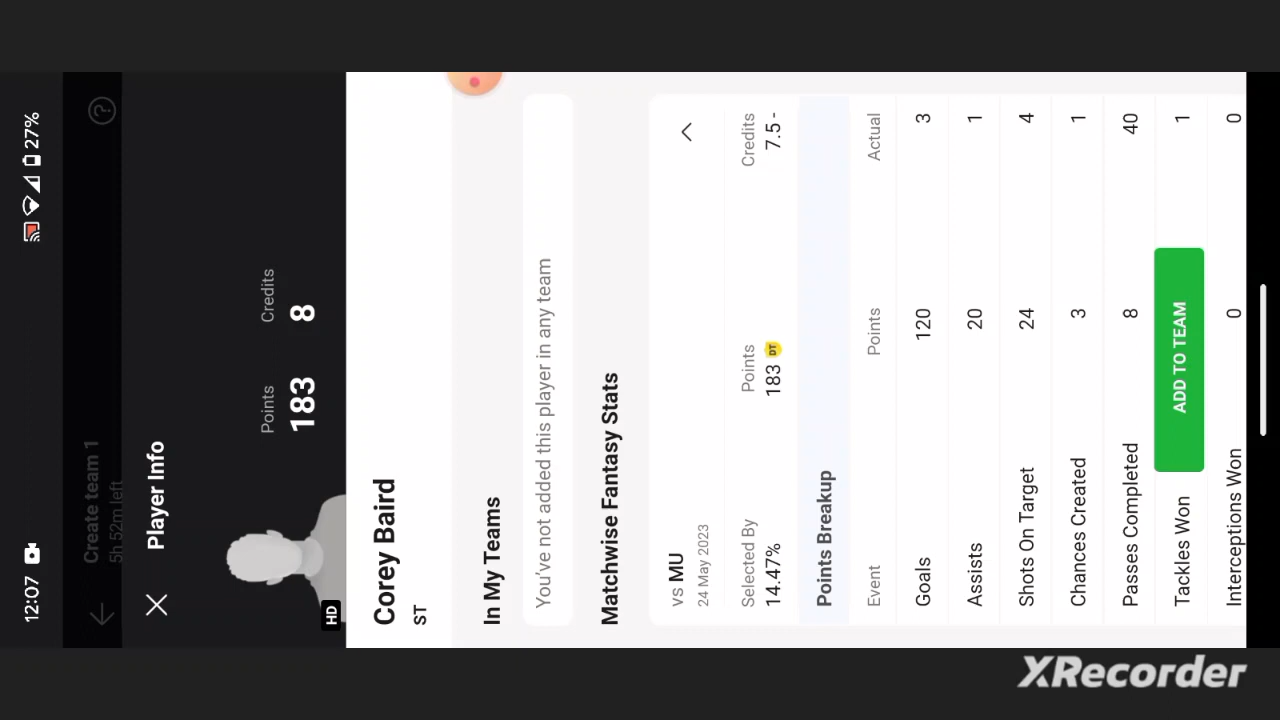 12:07
27%
Create team 1
5h 52m left
Player Info
Points
Credits
183
8
HD
Corey Baird
ST
In My Teams
You've not added this player in any team
Matchwise Fantasy Stats
vs MU
24 May 2023
Selected By
Points
Credits
14.47%
183 DT
7.5 -
Points Breakup
Event
Points
Actual
Goals
120
3
Assists
20
1
Shots On Target
24
4
Chances Created
3
1
Passes Completed
8
40
Tackles Won
ADD TO TEAM
1
Interceptions Won
0
0
XRecorder